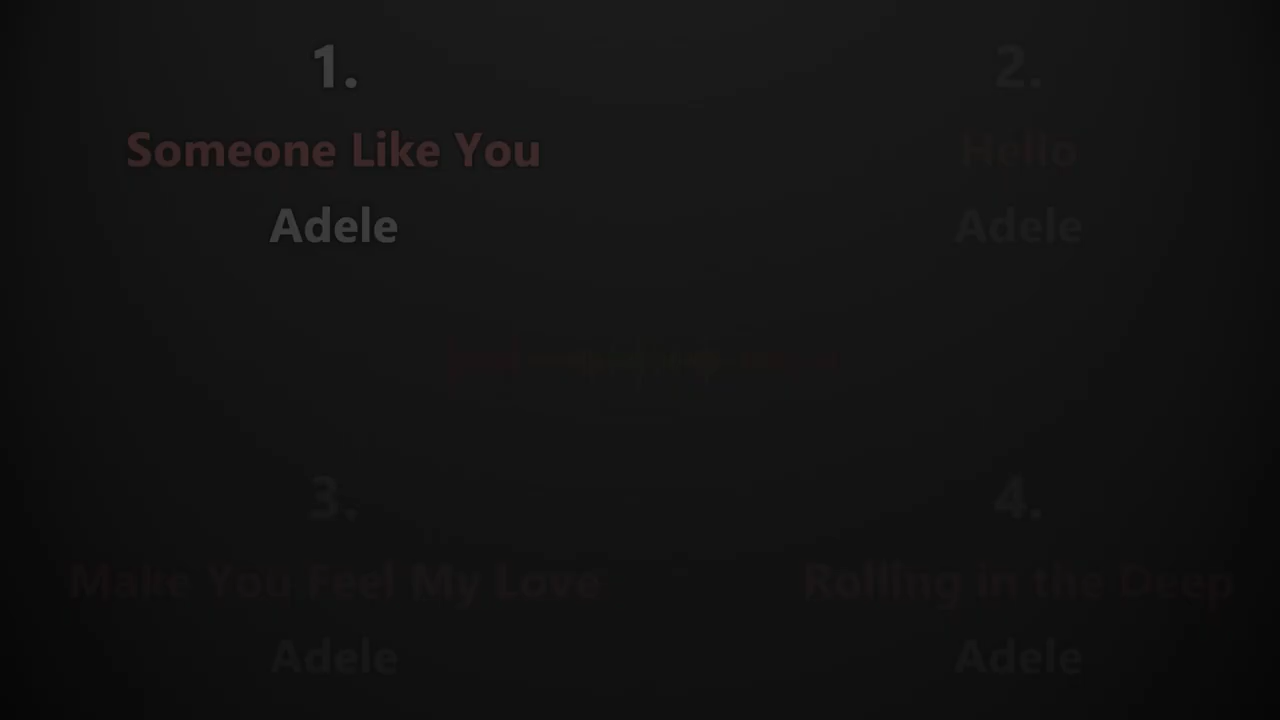 1.
Someone Like You
Adele
2.
Hello
Adele
3.
Make You Feel My Love
Adele
4.
Rolling in the Deep
Adele